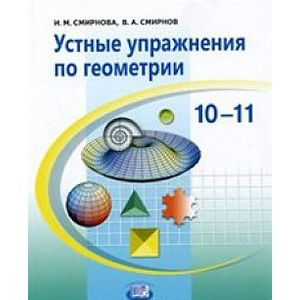 И. М. СМИРНОВА, В. А. СМИРНОВ
Устные упражнения
по геометрии
10–11